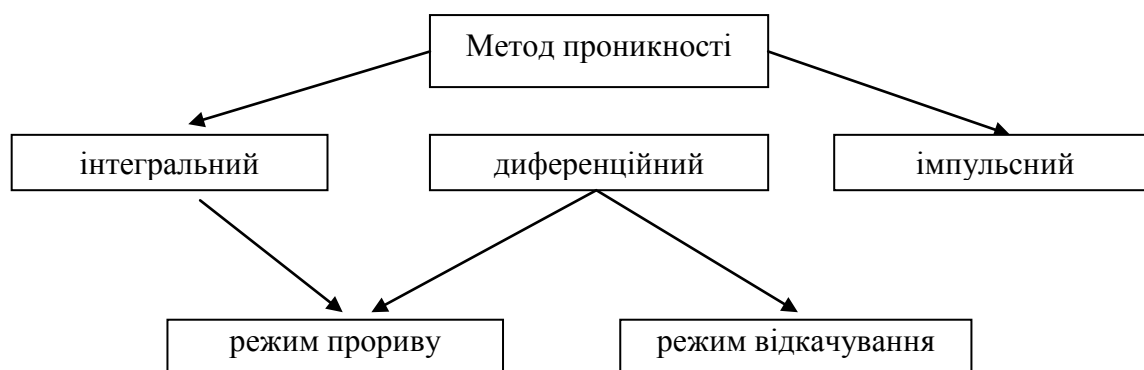 Метод проникності
інтегральний
диференційний
імпульсний
режим прориву
режим відкачування